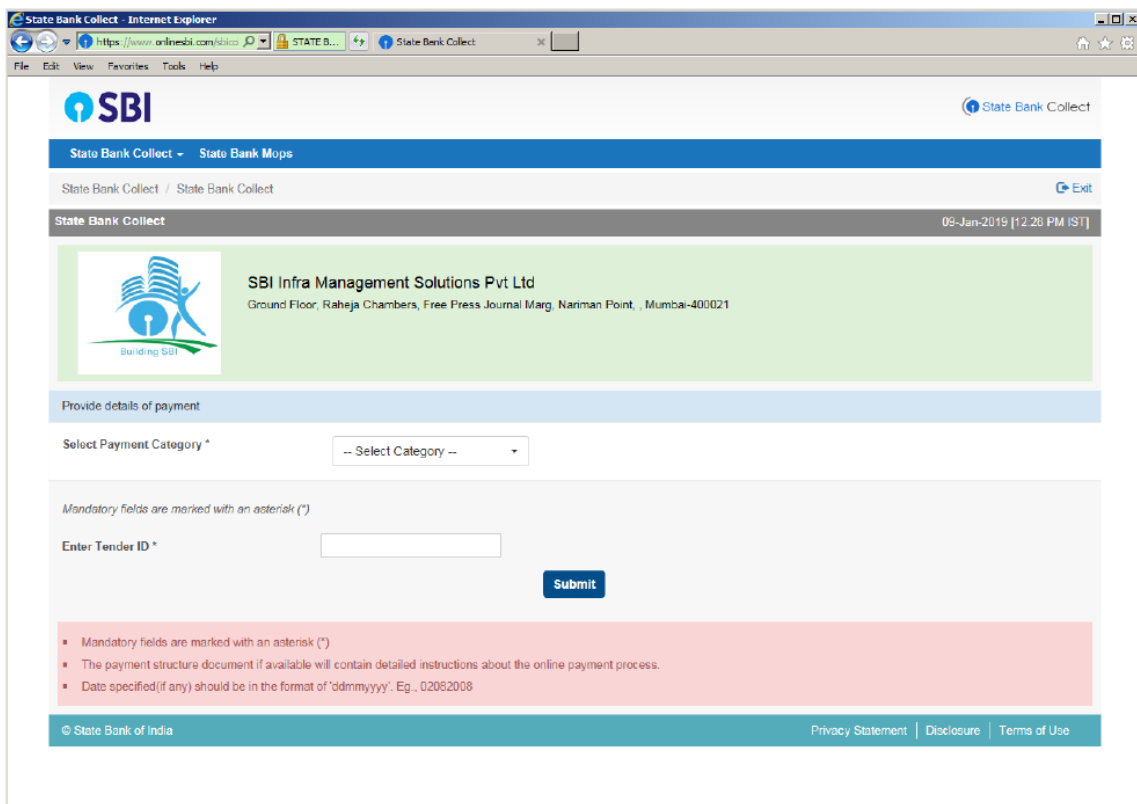 State Bank Collect - Internet Explorer
https://www.onlinesbi.com/sbico STATE B... State Bank Collect
File Edit View Favorites Tools Help
SBI State Bank Collect
State Bank Collect State Bank Mops
State Bank Collect / State Bank Collect Exit
State Bank Collect 09-Jan-2019 [12:28 PM IST]
SBI Infra Management Solutions Pvt Ltd
Ground Floor, Raheja Chambers, Free Press Journal Marg, Nariman Point, , Mumbai-400021
Building SBI
Provide details of payment
Select Payment Category * -- Select Category --
Mandatory fields are marked with an asterisk (*)
Enter Tender ID *
Submit
Mandatory fields are marked with an asterisk (*)
The payment structure document if available will contain detailed instructions about the online payment process.
Date specified(if any) should be in the format of 'ddmmyyyy'. Eg., 02082008
© State Bank of India Privacy Statement | Disclosure | Terms of Use